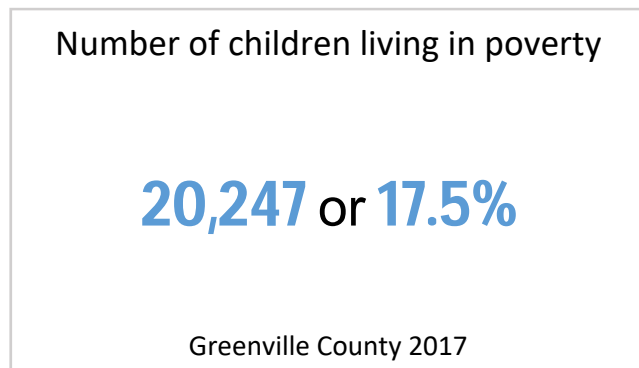 Number of children living in poverty
20,247 or 17.5%
Greenville County 2017